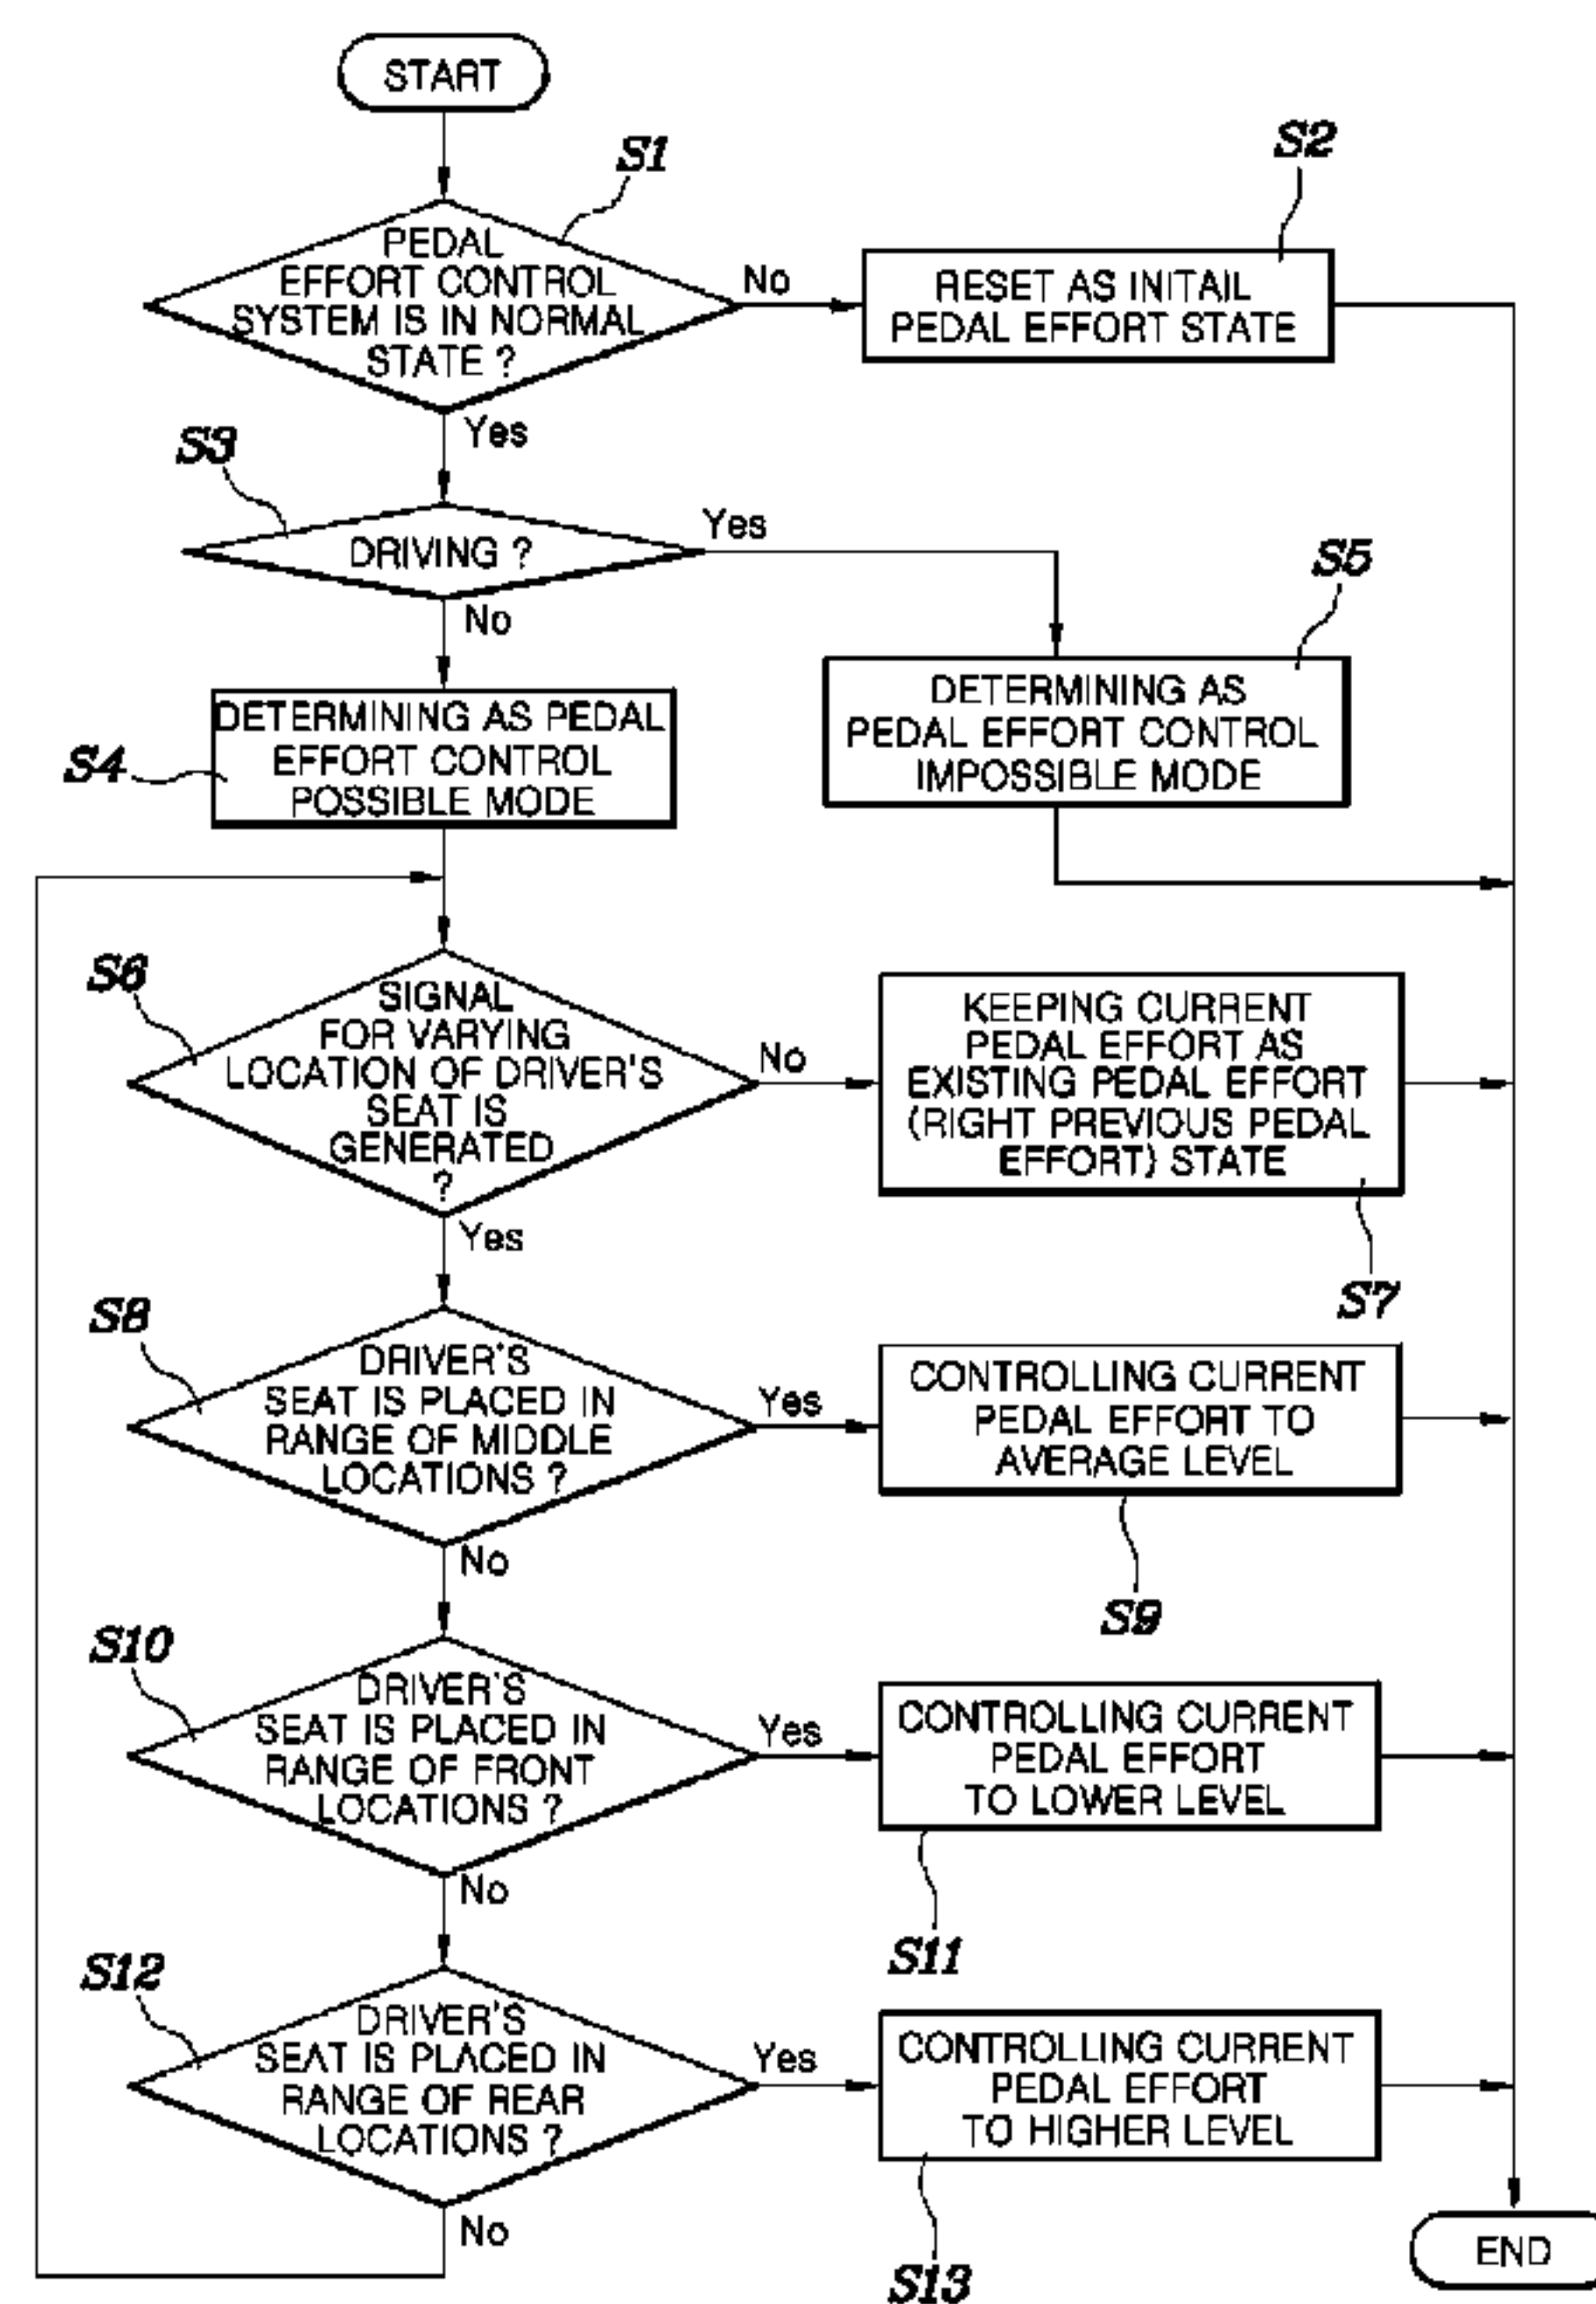 START
S1
S2
PEDAL
EFFORT CONTROL
SYSTEM IS IN NORMAL
STATE ?
No
RESET AS INITAIL
PEDAL EFFORT STATE
Yes
S3
DRIVING ?
Yes
No
S5
DETERMINING AS PEDAL
EFFORT CONTROL
POSSIBLE MODE
S4
DETERMINING AS
PEDAL EFFORT CONTROL
IMPOSSIBLE MODE
S6
SIGNAL
FOR VARYING
LOCATION OF DRIVER'S
SEAT IS
GENERATED
?
No
KEEPING CURRENT
PEDAL EFFORT AS
EXISTING PEDAL EFFORT
(RIGHT PREVIOUS PEDAL
EFFORT) STATE
Yes
S7
S8
DRIVER'S
SEAT IS PLACED IN
RANGE OF MIDDLE
LOCATIONS ?
Yes
CONTROLLING CURRENT
PEDAL EFFORT TO
AVERAGE LEVEL
No
S9
S10
DRIVER'S
SEAT IS PLACED IN
RANGE OF FRONT
LOCATIONS ?
Yes
CONTROLLING CURRENT
PEDAL EFFORT
TO LOWER LEVEL
No
S11
S12
DRIVER'S
SEAT IS PLACED IN
RANGE OF REAR
LOCATIONS ?
Yes
CONTROLLING CURRENT
PEDAL EFFORT
TO HIGHER LEVEL
No
S13
END